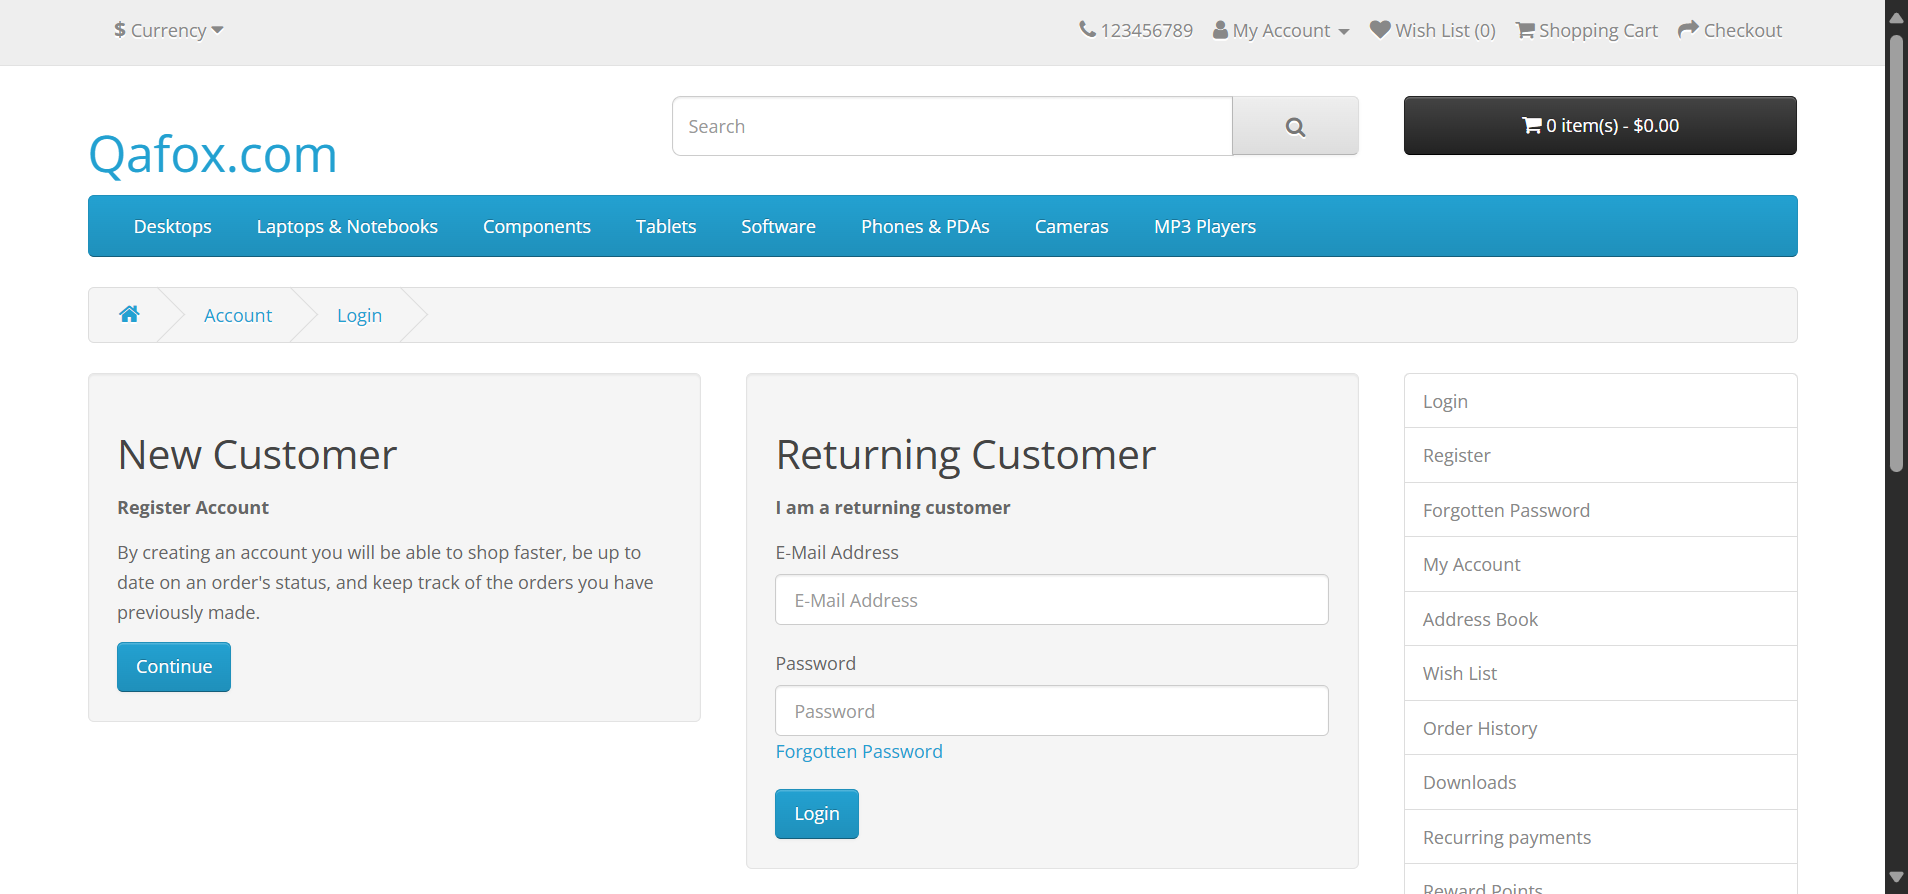 $ Currency
123456789 My Account Wish List (0) Shopping Cart Checkout
Qafox.com
Search
0 item(s) - $0.00
Desktops Laptops & Notebooks Components Tablets Software Phones & PDAs Cameras MP3 Players
Account Login
New Customer
Register Account
By creating an account you will be able to shop faster, be up to
date on an order's status, and keep track of the orders you have
previously made.
Continue
Returning Customer
I am a returning customer
E-Mail Address
E-Mail Address
Password
Password
Forgotten Password
Login
Login
Register
Forgotten Password
My Account
Address Book
Wish List
Order History
Downloads
Recurring payments
Reward Points